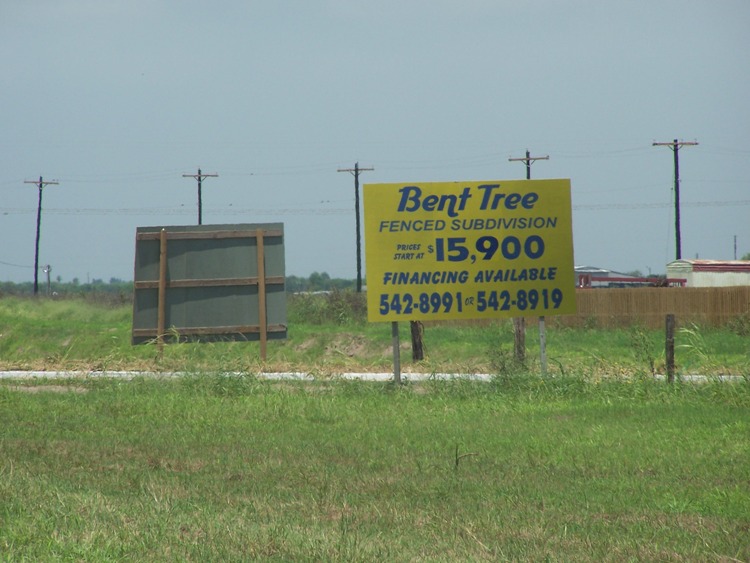 Bent Tree
FENCED SUBDIVISION
PRICES
START AT $15,900
FINANCING AVAILABLE
542-8991 OR 542-8919